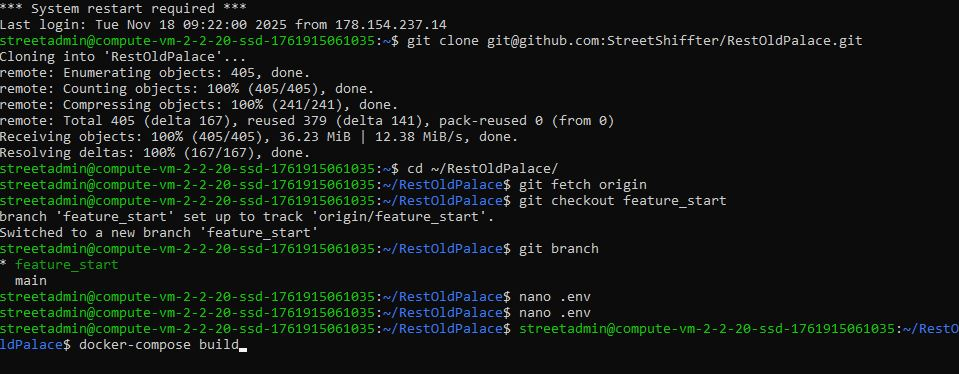 *** System restart required ***
Last login: Tue Nov 18 09:22:00 2025 from 178.154.237.14
streetadmin@compute-vm-2-2-20-ssd-1761915061035:~$ git clone git@github.com:StreetShiffter/RestOldPalace.git
Cloning into 'RestOldPalace'...
remote: Enumerating objects: 405, done.
remote: Counting objects: 100% (405/405), done.
remote: Compressing objects: 100% (241/241), done.
remote: Total 405 (delta 167), reused 379 (delta 141), pack-reused 0 (from 0)
Receiving objects: 100% (405/405), 36.23 MiB | 12.38 MiB/s, done.
Resolving deltas: 100% (167/167), done.
streetadmin@compute-vm-2-2-20-ssd-1761915061035:~$ cd ~/RestOldPalace/
streetadmin@compute-vm-2-2-20-ssd-1761915061035:~/RestOldPalace$ git fetch origin
streetadmin@compute-vm-2-2-20-ssd-1761915061035:~/RestOldPalace$ git checkout feature_start
branch 'feature_start' set up to track 'origin/feature_start'.
Switched to a new branch 'feature_start'
streetadmin@compute-vm-2-2-20-ssd-1761915061035:~/RestOldPalace$ git branch
* feature_start
  main
streetadmin@compute-vm-2-2-20-ssd-1761915061035:~/RestOldPalace$ nano .env
streetadmin@compute-vm-2-2-20-ssd-1761915061035:~/RestOldPalace$ nano .env
streetadmin@compute-vm-2-2-20-ssd-1761915061035:~/RestOldPalace$ streetadmin@compute-vm-2-2-20-ssd-1761915061035:~/RestO
ldPalace$ docker-compose build